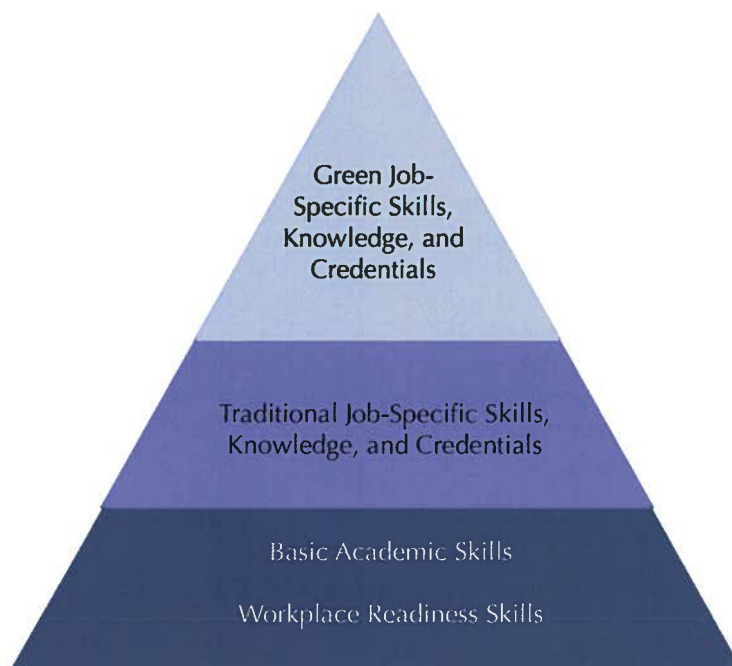 Green Job-
Specific Skills,
Knowledge, and
Credentials
Traditional Job-Specific Skills,
Knowledge, and Credentials
Basic Academic Skills
Workplace Readiness Skills